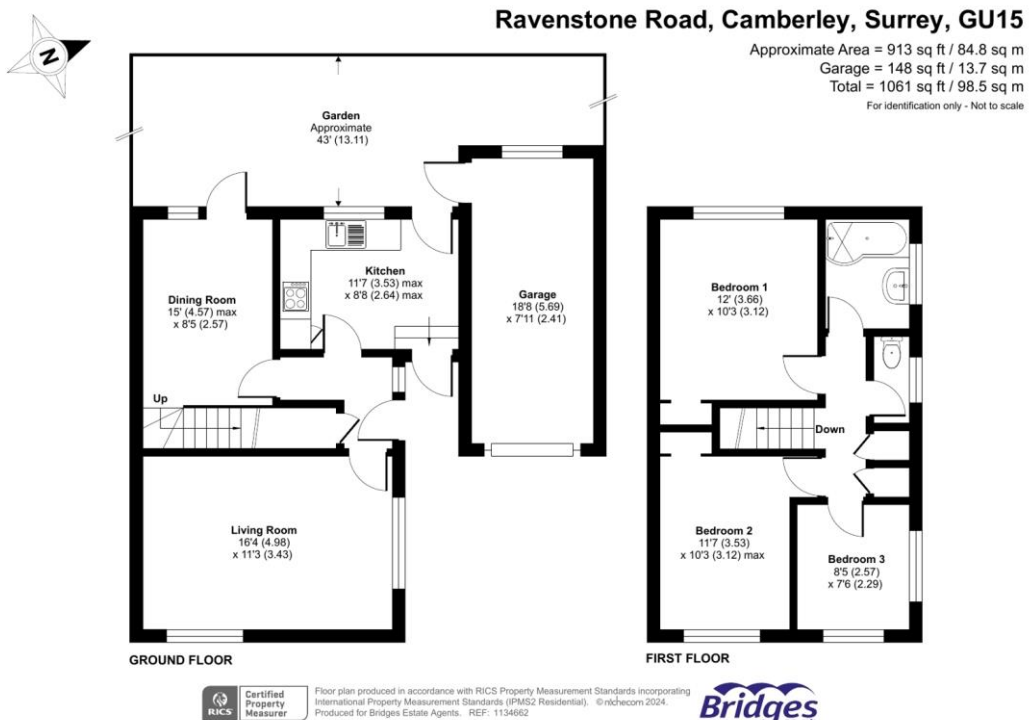 Ravenstone Road, Camberley, Surrey, GU15
Approximate Area = 913 sq ft / 84.8 sq m
Garage = 148 sq ft / 13.7 sq m
Total = 1061 sq ft / 98.5 sq m
For identification only - Not to scale
N
Garden
Approximate
43' (13.11)
Kitchen
11'7 (3.53) max
x 8'8 (2.64) max
Dining Room
15' (4.57) max
x 8'5 (2.57)
Garage
18'8 (5.69)
x 7'11 (2.41)
Up
Living Room
16'4 (4.98)
x 11'3 (3.43)
GROUND FLOOR
Bedroom 1
12' (3.66)
x 10'3 (3.12)
Down
Bedroom 2
11'7 (3.53)
x 10'3 (3.12) max
Bedroom 3
8'5 (2.57)
x 7'6 (2.29)
FIRST FLOOR
RICS
Certified
Property
Measurer
Floor plan produced in accordance with RICS Property Measurement Standards incorporating
International Property Measurement Standards (IPMS2 Residential). © nichecom 2024.
Produced for Bridges Estate Agents. REF: 1134662
Bridges